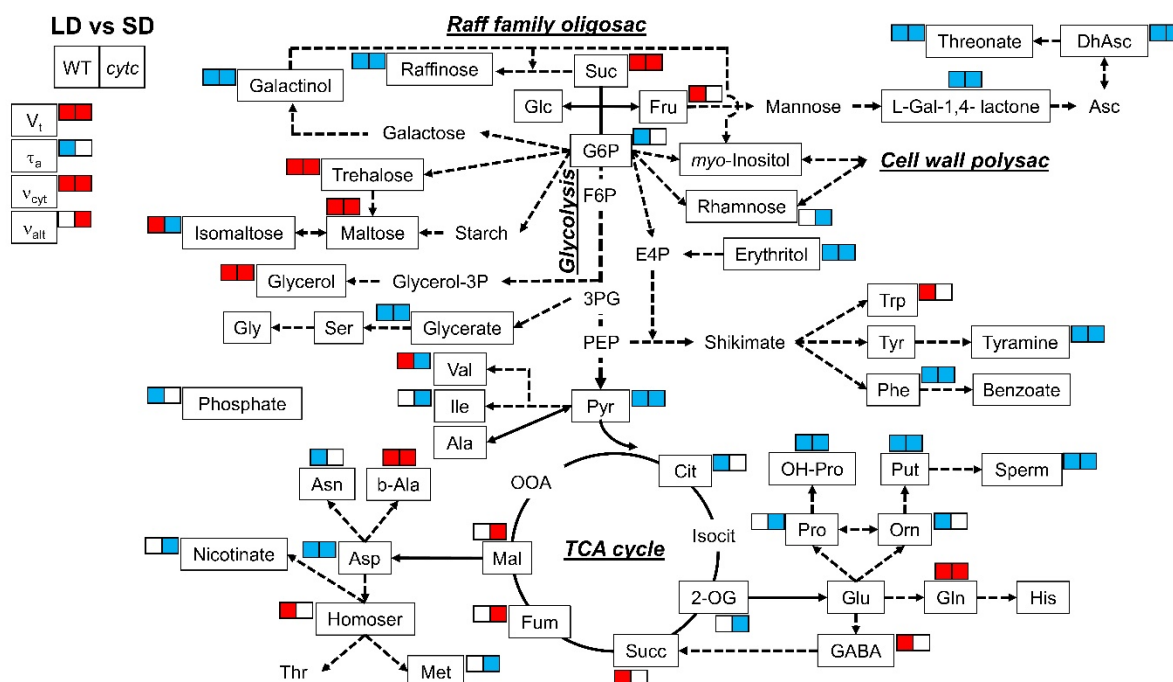 LD vs SD
WT cytc
Vt
τa
νcyt
νalt
Raff family oligosac
Galactinol
Raffinose
Suc
Glc
Fru
Mannose
Threonate
DhAsc
L-Gal-1,4- lactone
Asc
Galactose
G6P
myo-Inositol
Cell wall polysac
Trehalose
F6P
Rhamnose
Isomaltose
Maltose
Starch
Glycolysis
E4P
Erythritol
Glycerol
Glycerol-3P
3PG
Gly
Ser
Glycerate
PEP
Shikimate
Trp
Tyr
Tyramine
Phe
Benzoate
Val
Ile
Ala
Pyr
Phosphate
Asn
b-Ala
OOA
Cit
OH-Pro
Put
Sperm
Nicotinate
Asp
Mal
TCA cycle
Isocit
Pro
Orn
Homoser
Fum
2-OG
Glu
Gln
His
Thr
Met
Succ
GABA